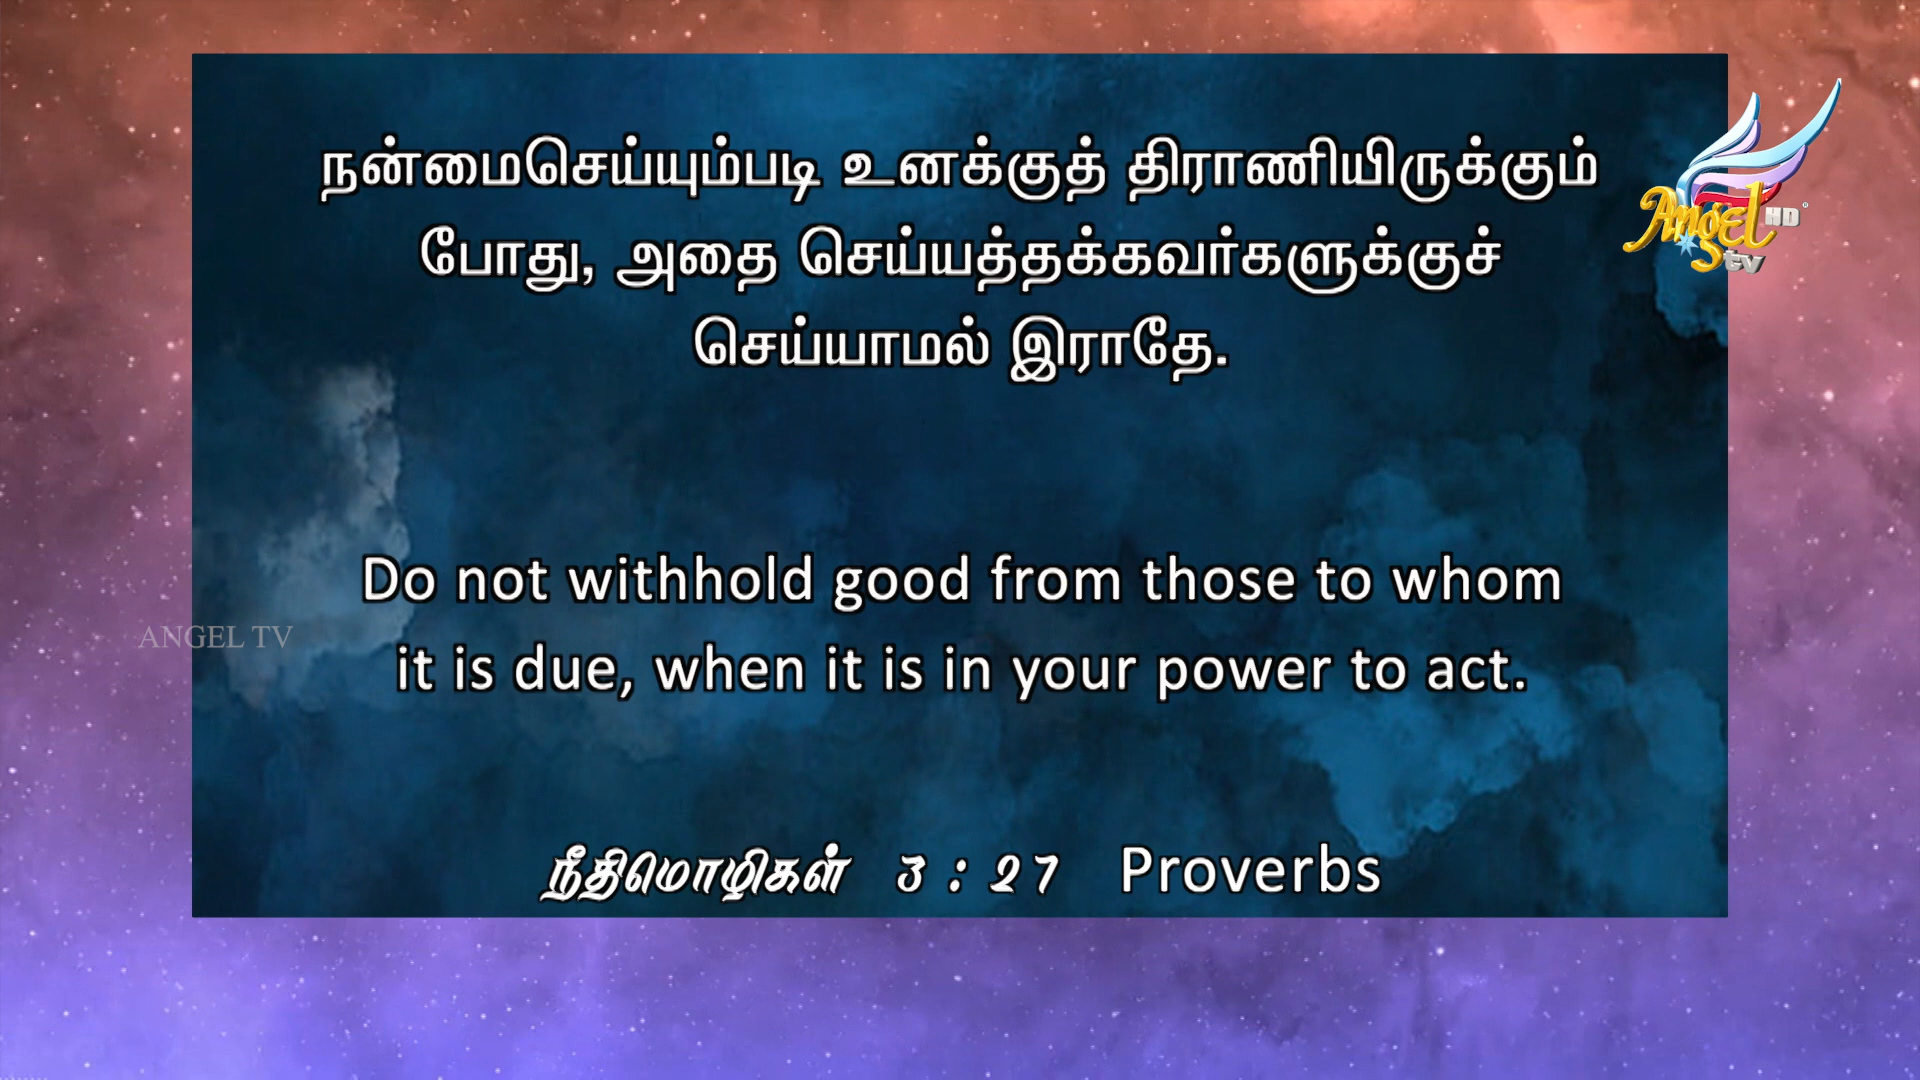 நன்மைசெய்யும்படி உனக்குத் திராணியிருக்கும்
போது, அதை செய்யத்தக்கவர்களுக்குச்
செய்யாமல் இராதே.
Angel HD
tv
Do not withhold good from those to whom
ANGEL TV
it is due, when it is in your power to act.
நீதிமொழிகள் 3 : 27 Proverbs